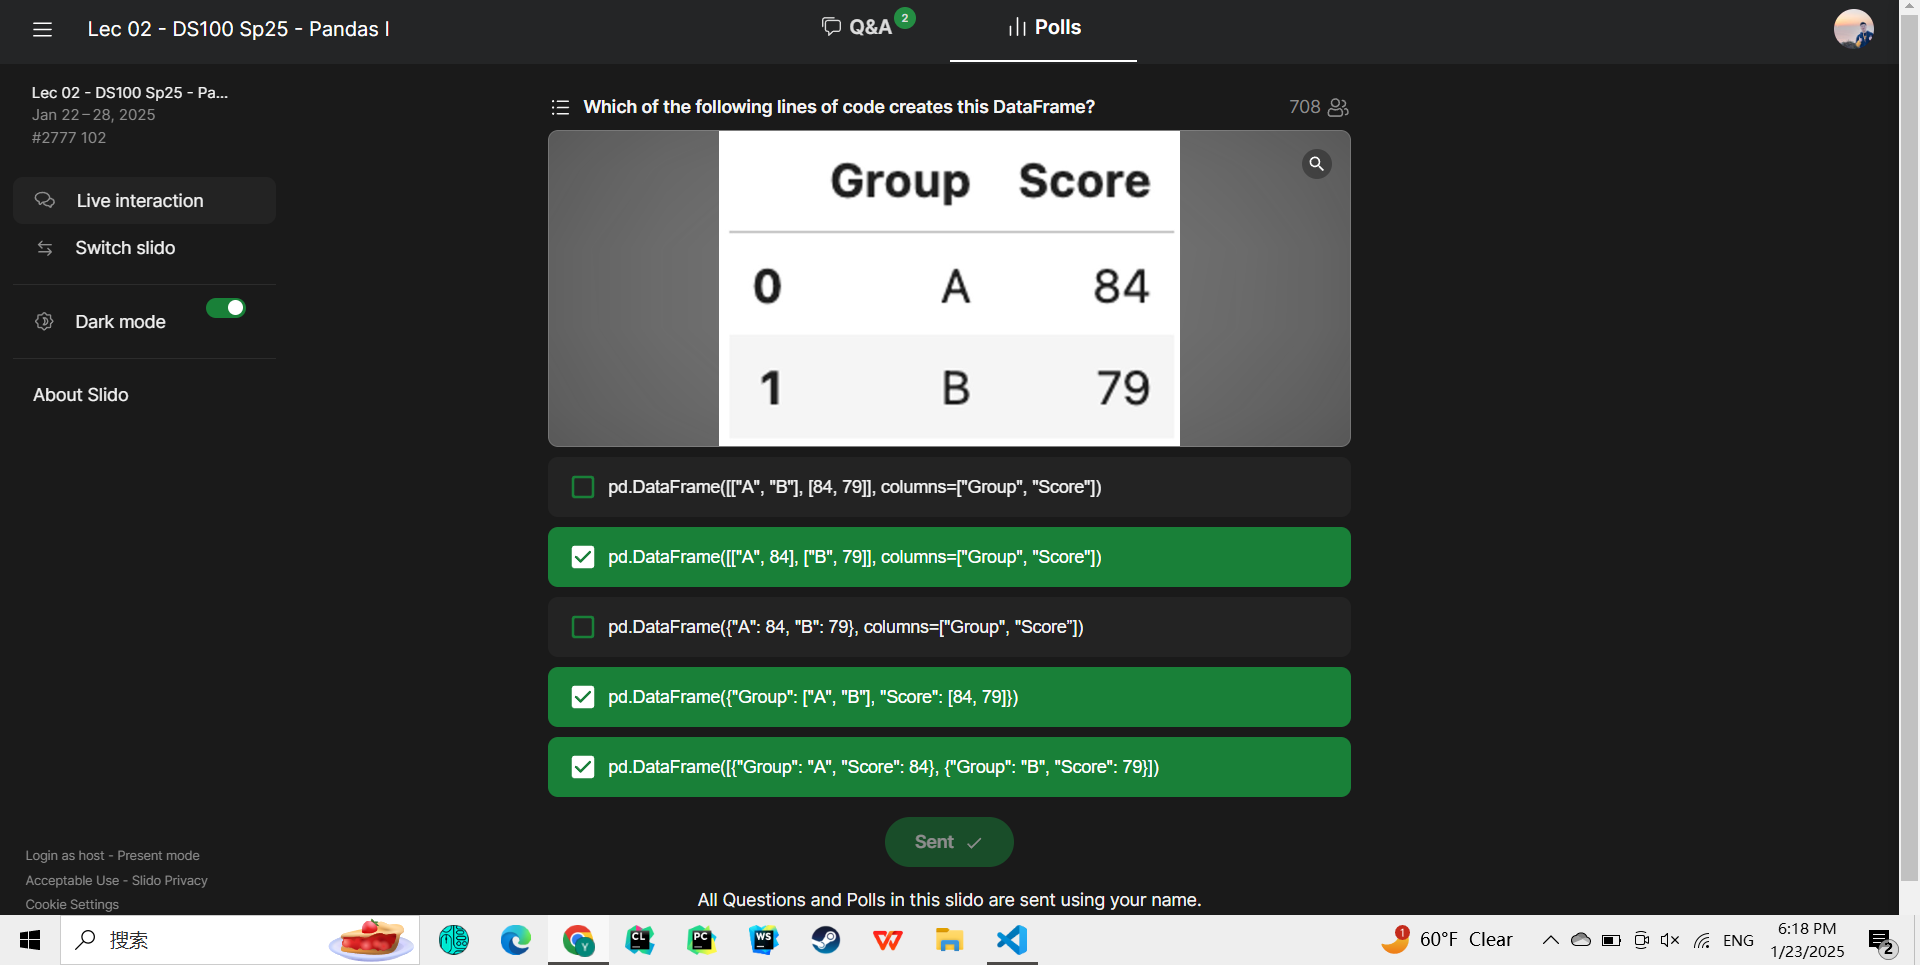 Lec 02 - DS100 Sp25 - Pandas I
Q&A 2
Polls
Lec 02 - DS100 Sp25 - Pa...
Jan 22 – 28, 2025
#2777 102
Live interaction
Switch slido
Dark mode
About Slido
Login as host - Present mode
Acceptable Use - Slido Privacy
Cookie Settings
Which of the following lines of code creates this DataFrame? 708
Group Score
0 A 84
1 B 79
pd.DataFrame([["A", "B"], [84, 79]], columns=["Group", "Score"])
pd.DataFrame([["A", 84], ["B", 79]], columns=["Group", "Score"])
pd.DataFrame({"A": 84, "B": 79}, columns=["Group", "Score”])
pd.DataFrame({"Group": ["A", "B"], "Score": [84, 79]})
pd.DataFrame([{"Group": "A", "Score": 84}, {"Group": "B", "Score": 79}])
Sent
All Questions and Polls in this slido are sent using your name.
搜索
Y
CL
PC
WS
1
60°F Clear
ENG
6:18 PM
1/23/2025
2